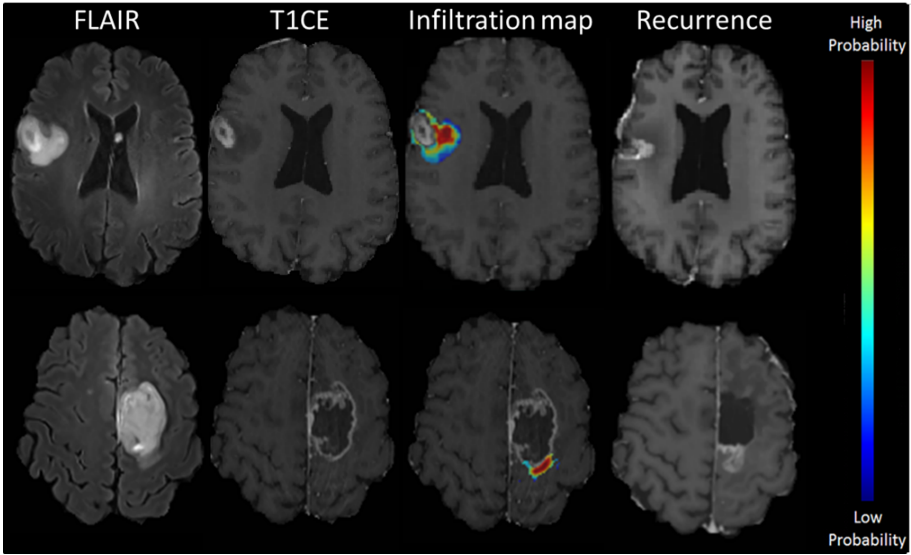 FLAIR
T1CE
Infiltration map
Recurrence
High
Probability
Low
Probability